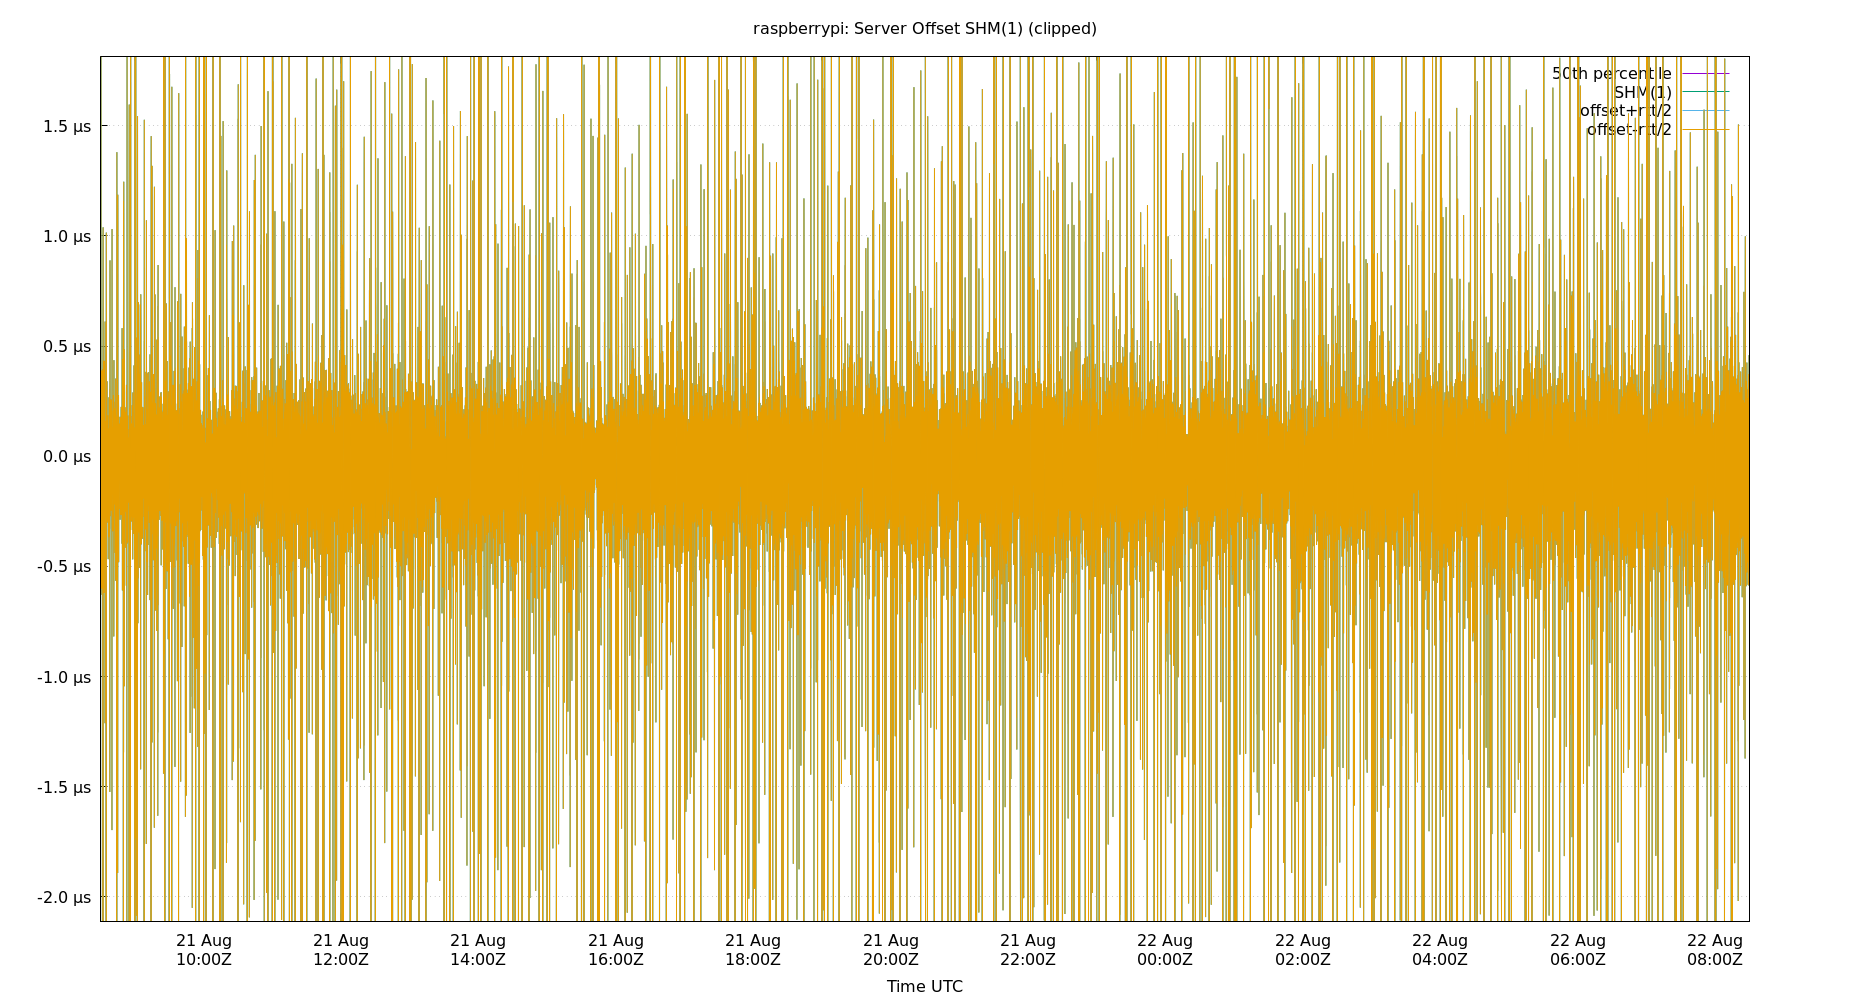 raspberrypi: Server Offset SHM(1) (clipped)
50th percentile
SHM(1)
offset+rtt/2
offset-rtt/2
1.5 µs
1.0 µs
0.5 µs
0.0 µs
-0.5 µs
-1.0 µs
-1.5 µs
-2.0 µs
21 Aug 21 Aug 21 Aug 21 Aug 21 Aug 21 Aug 21 Aug 22 Aug 22 Aug 22 Aug 22 Aug 22 Aug
10:00Z 12:00Z 14:00Z 16:00Z 18:00Z 20:00Z 22:00Z 00:00Z 02:00Z 04:00Z 06:00Z 08:00Z
Time UTC